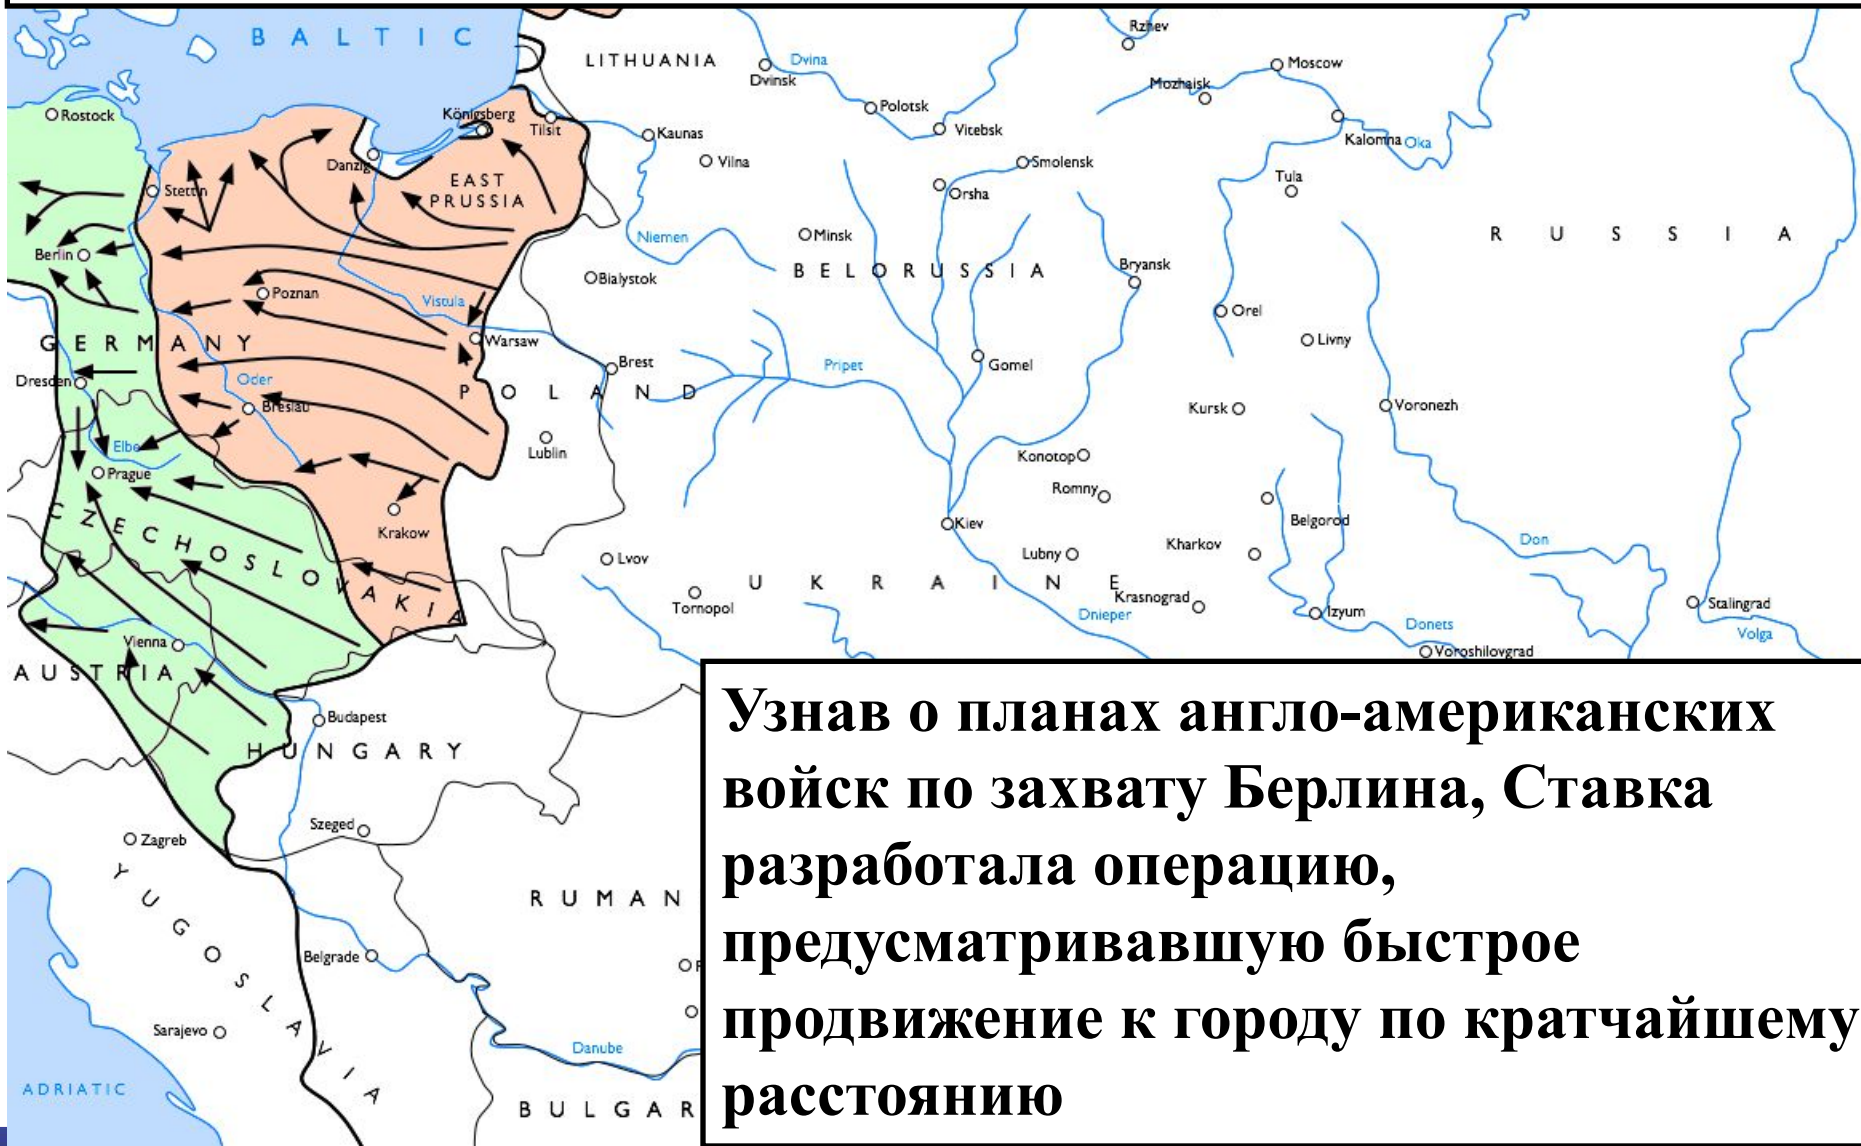 BALTIC
Rzhev
LITHUANIA
Dvina
Moscow
Dvinsk
Mozhaisk
Rostock
Königsberg
Tilsit
Polotsk
Kaunas
Vitebsk
Kalomna
Oka
Vilna
Smolensk
Danzig
EAST
PRUSSIA
Stettin
Orsha
Tula
Niemen
Minsk
RUSSIA
Berlin
BELORUSSIA
Bryansk
Bialystok
Poznan
Vistula
Orel
GERMANY
Warsaw
Livny
Brest
Pripet
Gomel
Dresden
Oder
POLAND
Breslau
Kursk
Voronezh
Elbe
Lublin
Konotop
Prague
Romny
CZECHOSLOVAKIA
Krakow
Kiev
Belgorod
Don
Lvov
Lubny
Kharkov
UKRAINE
Tornopol
Krasnograd
Dnieper
Izyum
Donets
Stalingrad
Volga
Vienna
Voroshilovgrad
AUSTRIA
Budapest
HUNGARY
Szeged
Zagreb
YUGOSLAVIA
RUMAN
Belgrade
Sarajevo
Danube
ADRIATIC
BULGAR
Узнав о планах англо-американских
войск по захвату Берлина, Ставка
разработала операцию,
предусматривавшую быстрое
продвижение к городу по кратчайшему
расстоянию